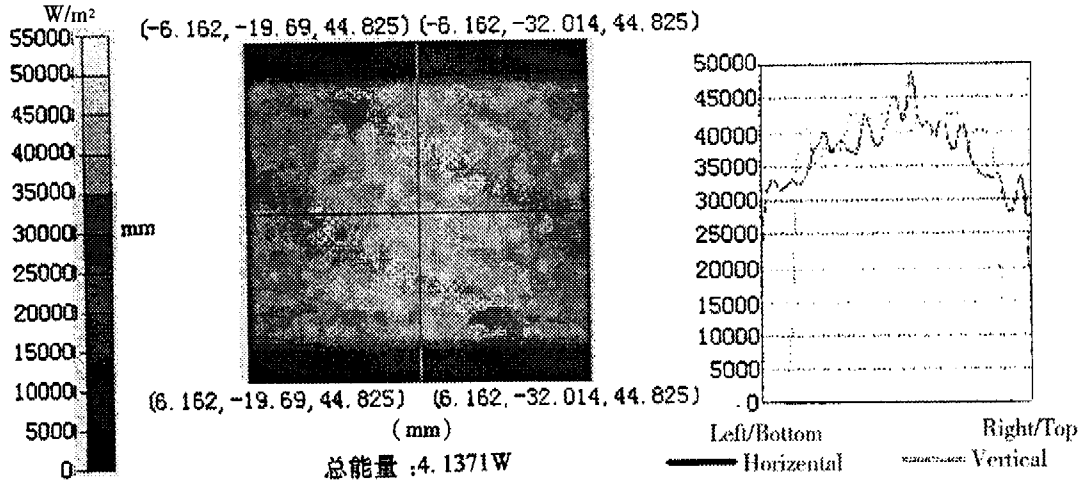 W/m²
55000
50000
45000
40000
35000
30000
25000
20000
15000
10000
5000
0
mm
(-6.162, -19.69, 44.825) (-6.162, -32.014, 44.825)
(6.162, -19.69, 44.825) (6.162, -32.014, 44.825)
(mm)
总能量 :4.1371W
50000
45000
40000
35000
30000
25000
20000
15000
10000
5000
0
Left/Bottom Right/Top
Horizental Vertical